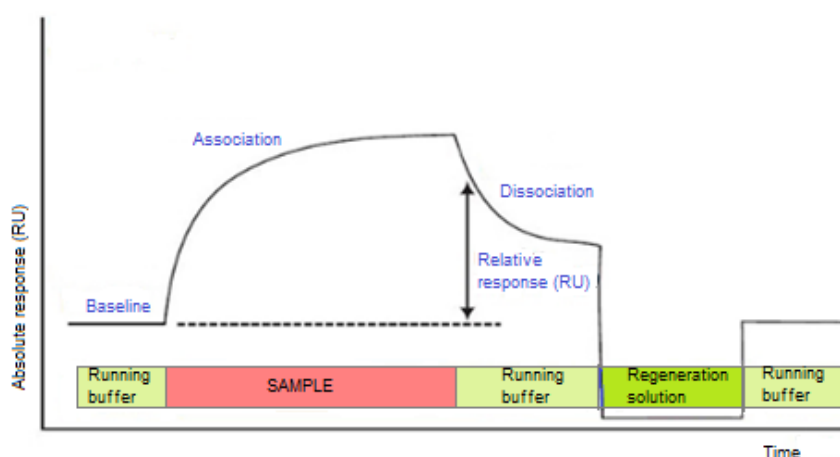 Association
Dissociation
Relative
response (RU)
Baseline
Absolute response (RU)
Running
buffer
SAMPLE
Running
buffer
Regeneration
solution
Running
buffer
Time